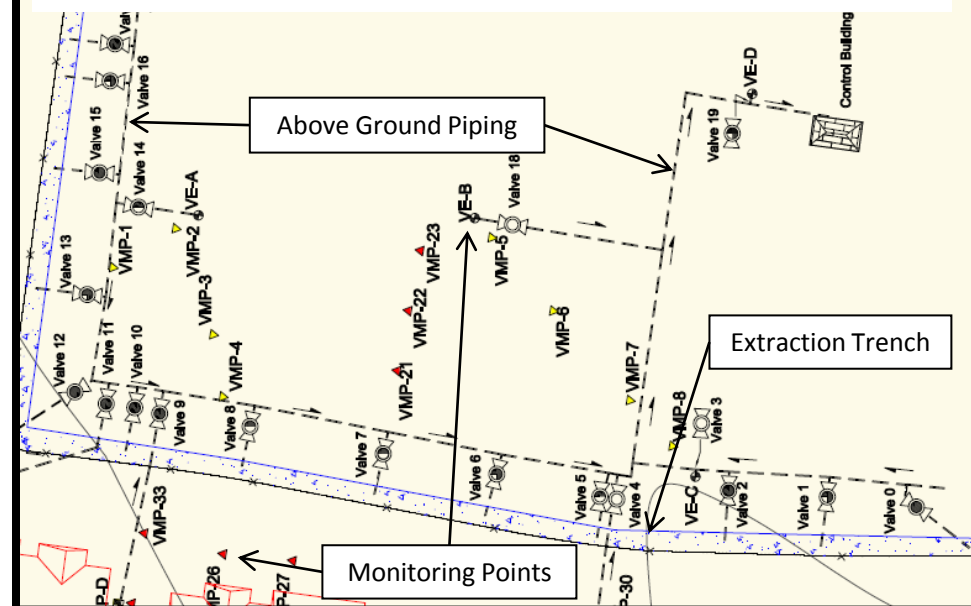 Valve 16
Valve 15
Valve 14
VE-A
VMP-1
VMP-2
Valve 13
VMP-3
Valve 12
Valve 11
Valve 10
Valve 9
VMP-4
Valve 8
Above Ground Piping
VE-B
Valve 18
VMP-23
VMP-5
VMP-22
VMP-6
VMP-21
Valve 7
Valve 6
VE-D
Valve 19
Control Building
Extraction Trench
VMP-7
VMP-8
Valve 3
Valve 5
Valve 4
VE-C
Valve 2
Valve 1
Valve 0
VMP-33
Monitoring Points
P-D
MP-26
P-27
P-30